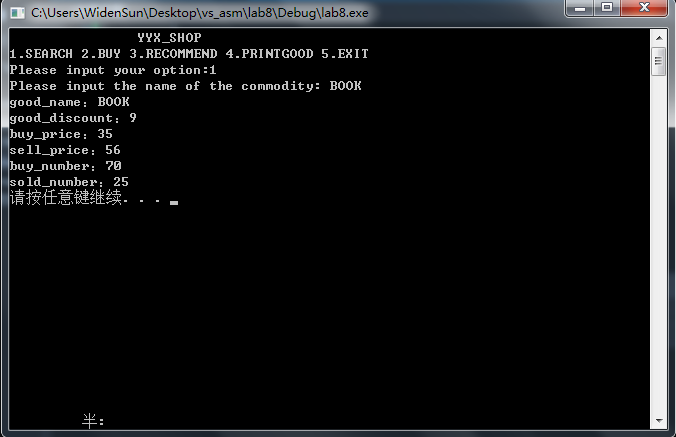 C:\Users\WidenSun\Desktop\vs_asm\lab8\Debug\lab8.exe
YYX_SHOP
1.SEARCH 2.BUY 3.RECOMMEND 4.PRINTGOOD 5.EXIT
Please input your option:1
Please input the name of the commodity: BOOK
good_name: BOOK
good_discount: 9
buy_price: 35
sell_price: 56
buy_number: 70
sold_number: 25
请按任意键继续. . .
半: